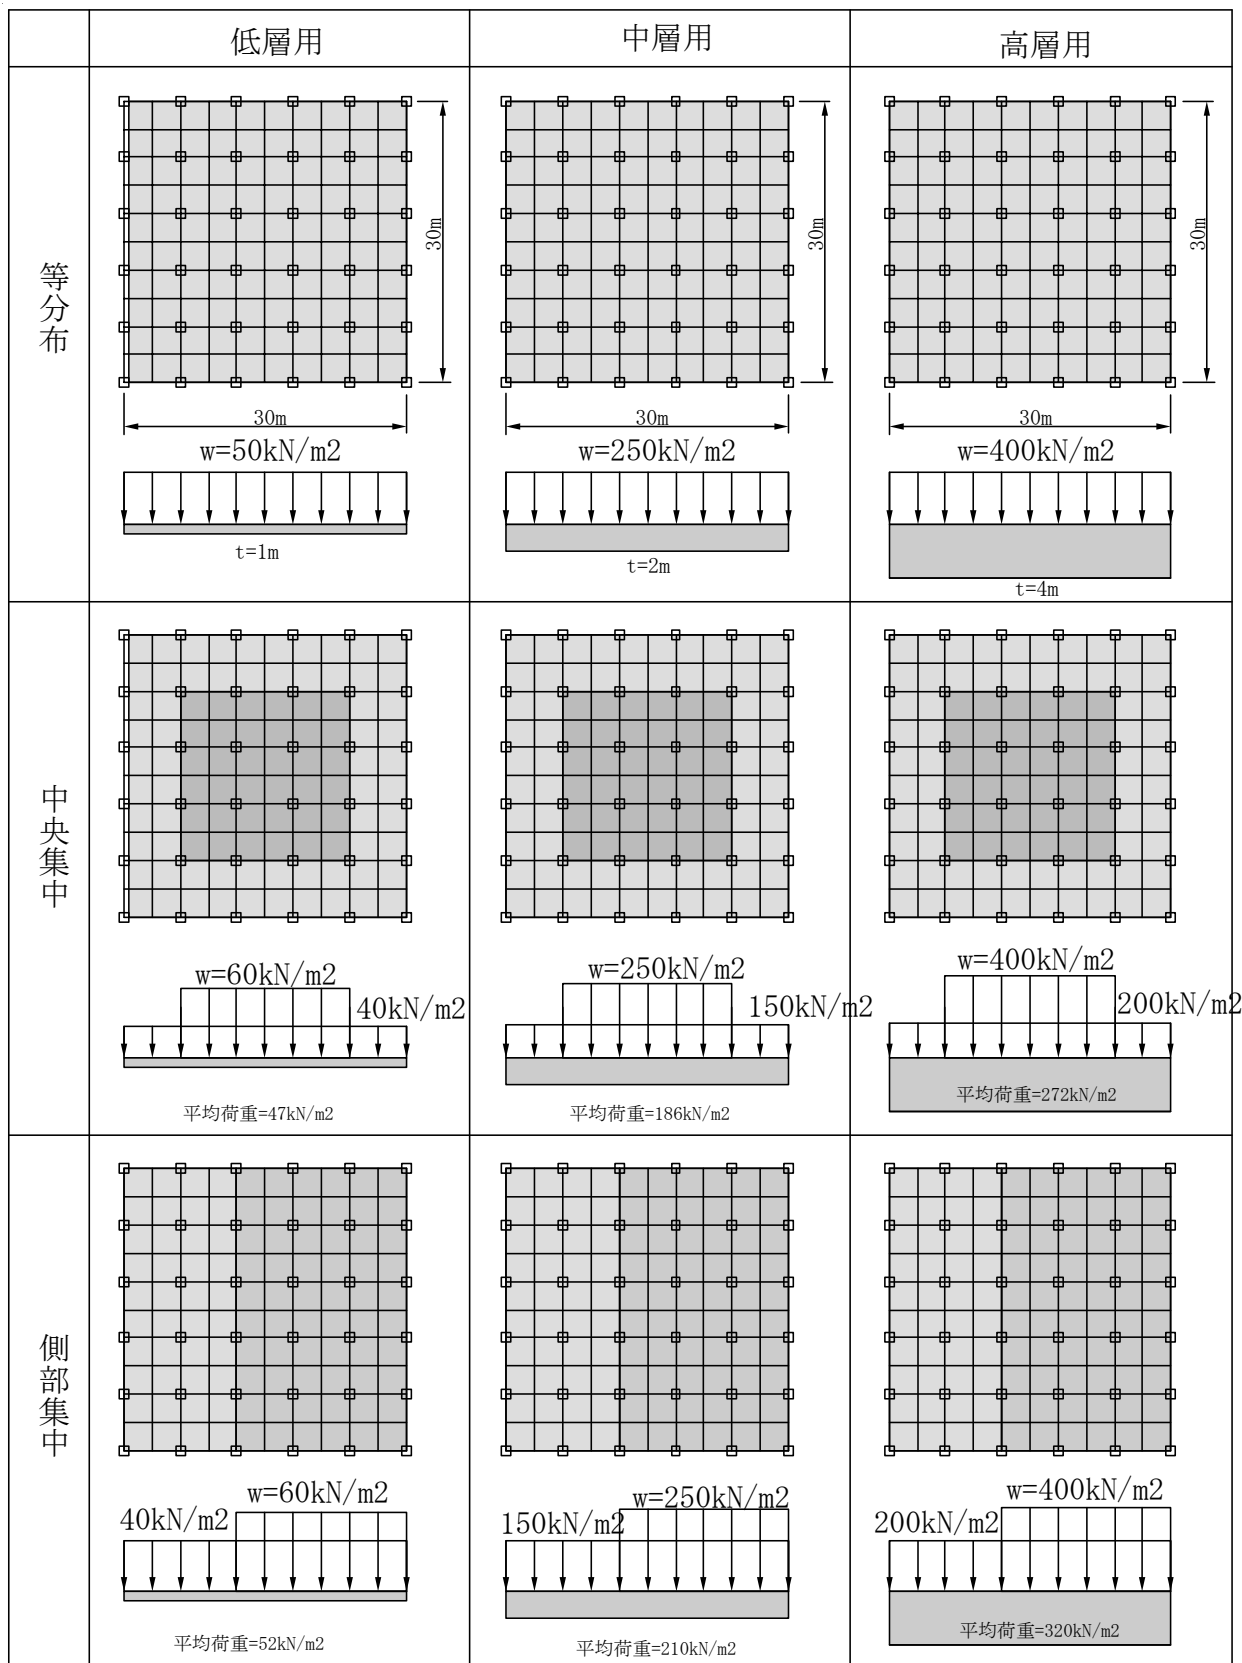 低層用
中層用
高層用
等分布
30m
30m
w=50kN/m2
t=1m
30m
30m
w=250kN/m2
t=2m
30m
30m
w=400kN/m2
t=4m
中央集中
w=60kN/m2
40kN/m2
平均荷重=47kN/m2
w=250kN/m2
150kN/m2
平均荷重=186kN/m2
w=400kN/m2
200kN/m2
平均荷重=272kN/m2
側部集中
w=60kN/m2
40kN/m2
平均荷重=52kN/m2
w=250kN/m2
150kN/m2
平均荷重=210kN/m2
w=400kN/m2
200kN/m2
平均荷重=320kN/m2